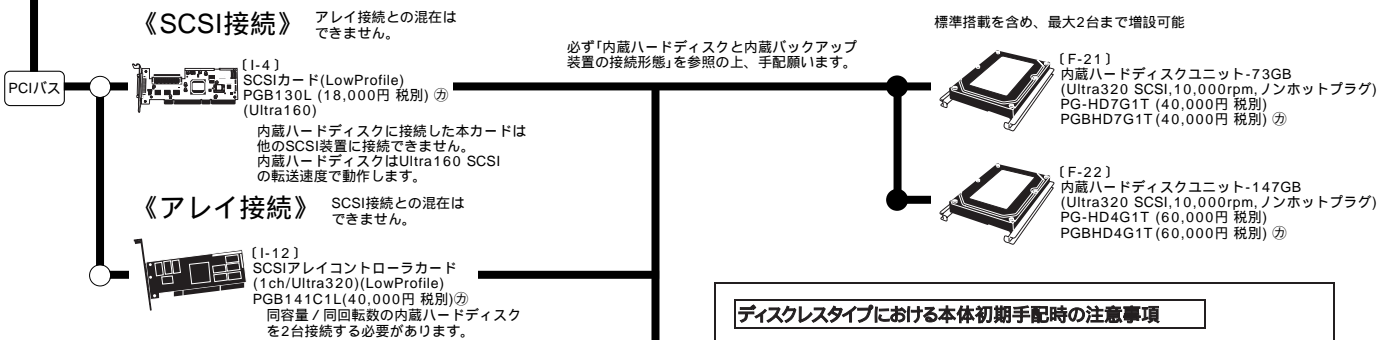 《SCSI接続》
アレイ接続との混在は
できません。
PCIバス
〔I-4〕
SCSIカード(LowProfile)
PGB130L (18,000円 税別) ㋕
(Ultra160)
内蔵ハードディスクに接続した本カードは
他のSCSI装置に接続できません。
内蔵ハードディスクはUltra160 SCSI
の転送速度で動作します。
《アレイ接続》
SCSI接続との混在は
できません。
〔I-12〕
SCSIアレイコントローラカード
(1ch/Ultra320)(LowProfile)
PGB141C1L(40,000円 税別)㋕
同容量 / 同回転数の内蔵ハードディスク
を2台接続する必要があります。
必ず「内蔵ハードディスクと内蔵バックアップ
装置の接続形態」を参照の上、手配願います。
標準搭載を含め、最大2台まで増設可能
〔F-21〕
内蔵ハードディスクユニット-73GB
(Ultra320 SCSI,10,000rpm,ノンホットプラグ)
PG-HD7G1T (40,000円 税別)
PGBHD7G1T (40,000円 税別) ㋕
〔F-22〕
内蔵ハードディスクユニット-147GB
(Ultra320 SCSI,10,000rpm,ノンホットプラグ)
PG-HD4G1T (60,000円 税別)
PGBHD4G1T (60,000円 税別) ㋕
ディスクレスタイプにおける本体初期手配時の注意事項